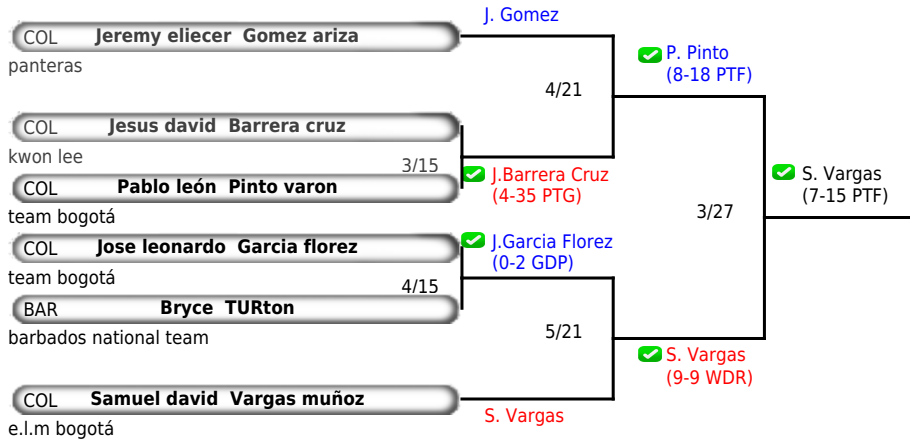 J. Gomez
COL Jeremy eliecer Gomez ariza
panteras
P. Pinto
(8-18 PTF)
4/21
COL Jesus david Barrera cruz
kwon lee
3/15
J.Barrera Cruz
(4-35 PTG)
COL Pablo león Pinto varon
team bogotá
S. Vargas
(7-15 PTF)
3/27
COL Jose leonardo Garcia florez
team bogotá
J.Garcia Florez
(0-2 GDP)
4/15
BAR Bryce TURton
barbados national team
5/21
S. Vargas
(9-9 WDR)
COL Samuel david Vargas muñoz
e.l.m bogotá
S. Vargas